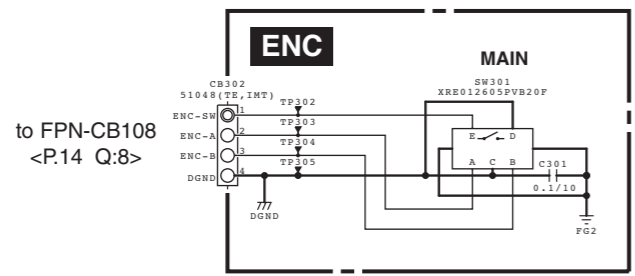 ENC
MAIN
SW301
XRE012605PVB20F
CB302
51048(TE,IMT)
to FPN-CB108
<P.14 Q:8>
ENC-SW 1 TP302
ENC-A 2 TP303
ENC-B 3 TP304
DGND 4 TP305
E D
A C B
C301
0.1/10
DGND
FG2